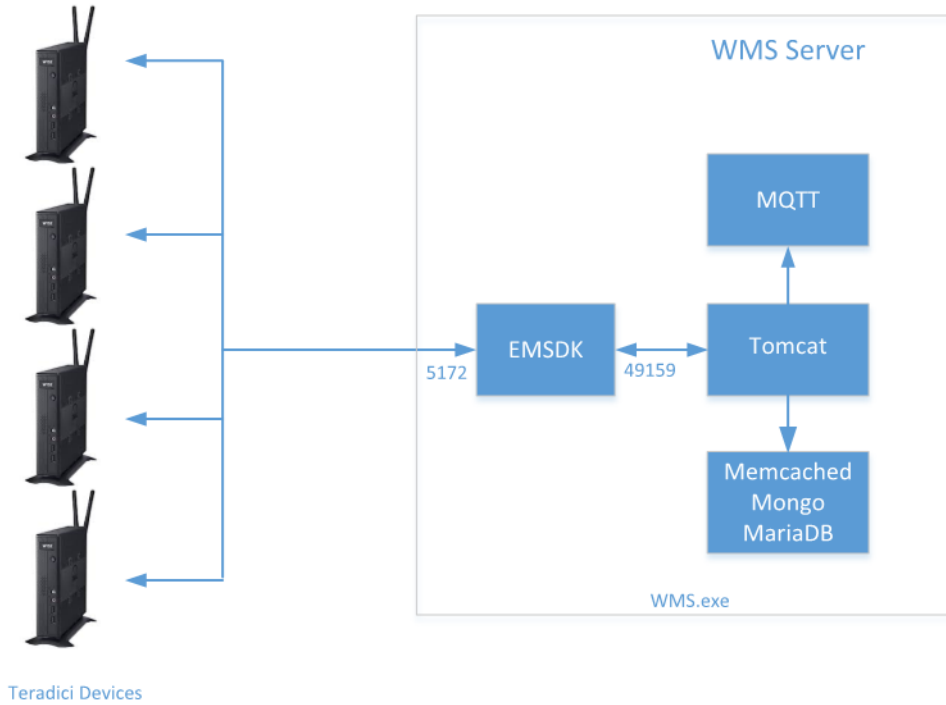 WMS Server
MQTT
EMSDK
Tomcat
5172
49159
Memcached
Mongo
MariaDB
WMS.exe
Teradici Devices